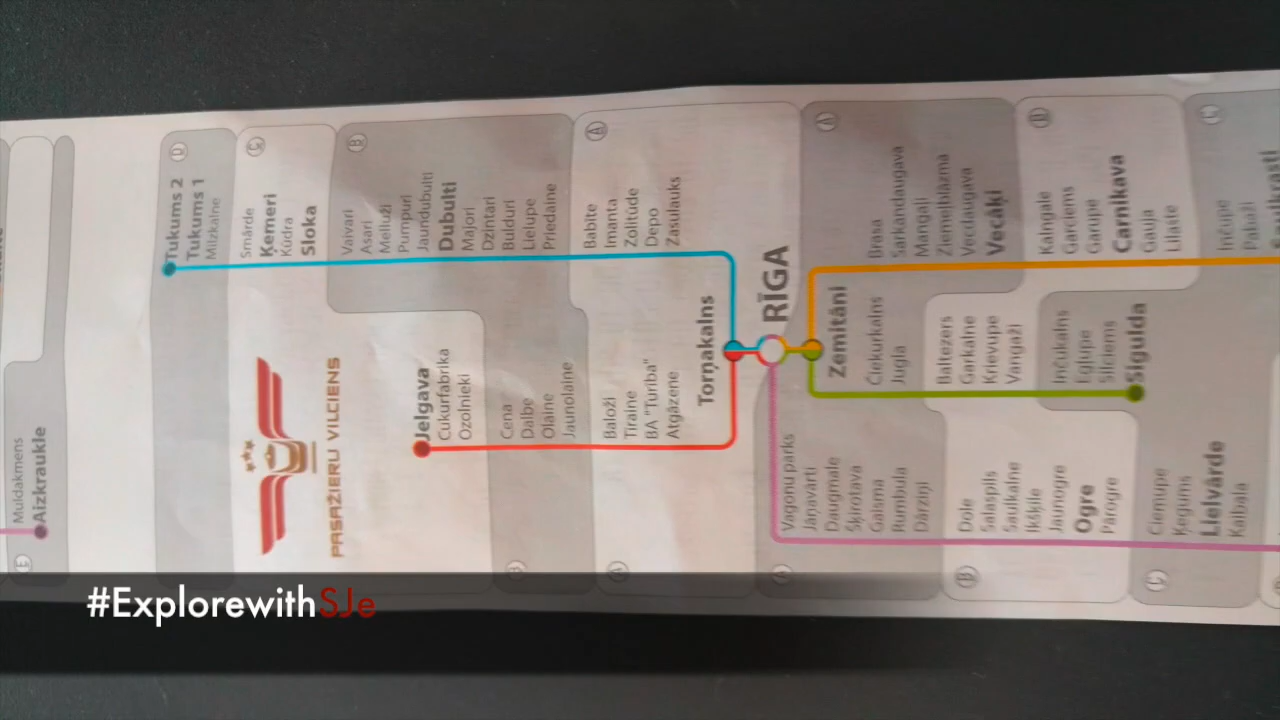 Muldakmens
Aizkraukle
E
Tukums 2
Tukums 1
Milzkalne
D
Smārde
Ķemeri
Kūdra
Sloka
C
Vaivari
Asari
Melluži
Pumpuri
Jaundubulti
Dubulti
Majori
Dzintari
Bulduri
Lielupe
Priedaine
B
Babīte
Imanta
Zolitūde
Depo
Zasulauks
A
PASAŽIERU VILCIENS
Jelgava
Cukurfabrika
Ozolnieki
Cena
Dalbe
Olaine
Jaunolaine
B
Baloži
Tīraine
BA "Turība"
Atgāzene
A
Torņakalns
RĪGA
Zemitāni
Brasa
Sarkandaugava
Mangaļi
Ziemeļblāzma
Vecdaugava
Vecāķi
A
Kalngale
Garciems
Garupe
Carnikava
Gauja
Lilaste
B
Inčupe
Pabaži
C
Čiekurkalns
Jugla
Baltezers
Garkalne
Krievupe
Vangaži
Inčukalns
Egļupe
Silciems
Sigulda
Vagonu parks
Jāņavārti
Daugmale
Šķirotava
Gaisma
Rumbula
Dārziņi
A
Dole
Salaspils
Saulkalne
Ikšķile
Jaunogre
Ogre
Pārogre
B
Ciemupe
Ķegums
Lielvārde
Kaibala
C
#ExplorewithSJe